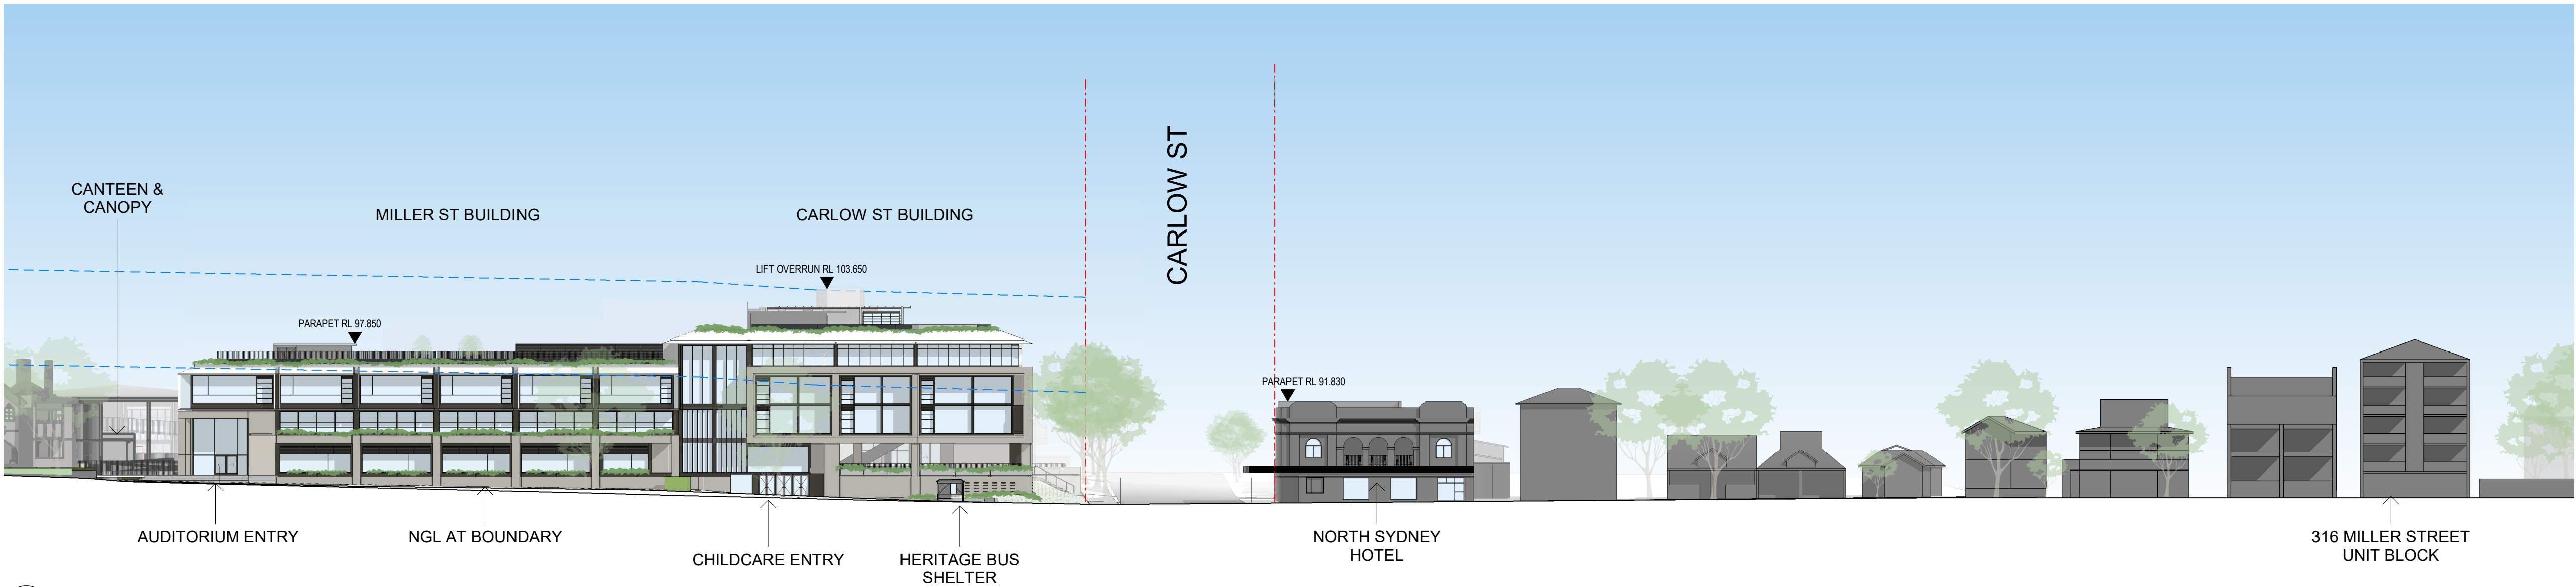 CARLOW ST
CANTEEN &
CANOPY
MILLER ST BUILDING
CARLOW ST BUILDING
LIFT OVERRUN RL 103.650
PARAPET RL 97.850
PARAPET RL 91.830
AUDITORIUM ENTRY
NGL AT BOUNDARY
CHILDCARE ENTRY
HERITAGE BUS
SHELTER
NORTH SYDNEY
HOTEL
316 MILLER STREET
UNIT BLOCK